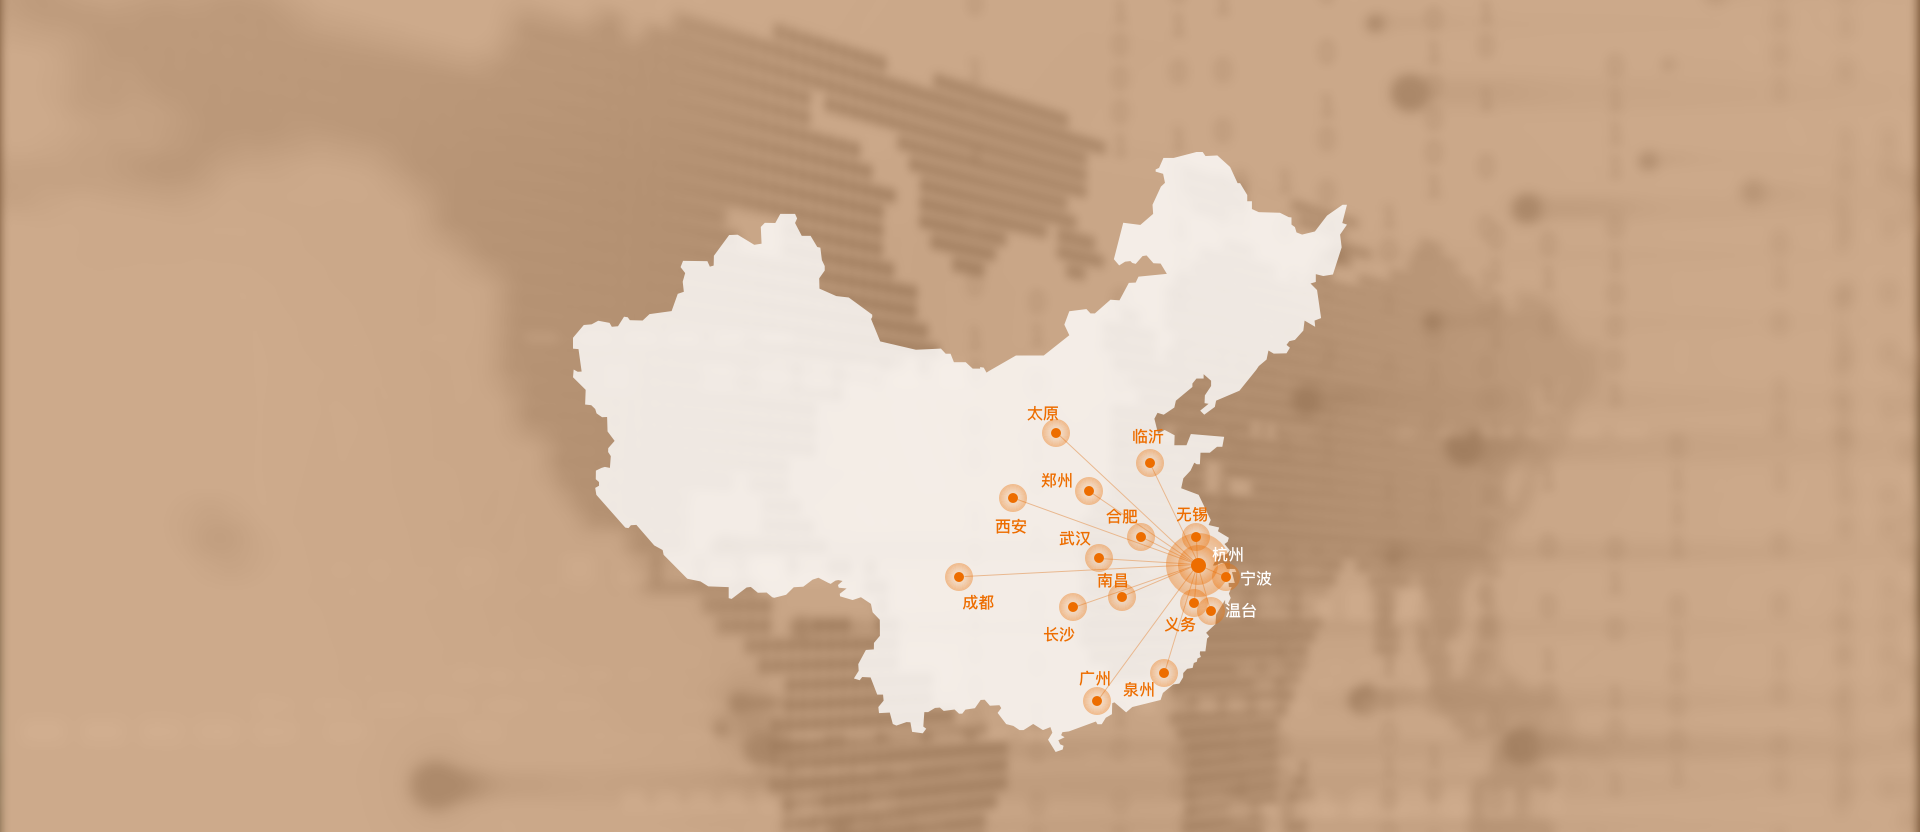 太原
临沂
郑州
西安
合肥
无锡
武汉
杭州
南昌
宁波
成都
温台
义务
长沙
广州
泉州